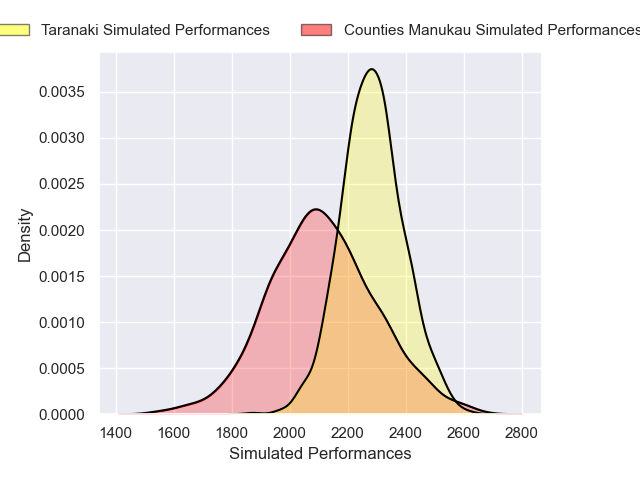 Taranaki Simulated Performances Counties Manukau Simulated Performances
0.0035
0.0030
0.0025
0.0020
0.0015
0.0010
0.0005
0.0000
Density
1400 1600 1800 2000 2200 2400 2600 2800
Simulated Performances